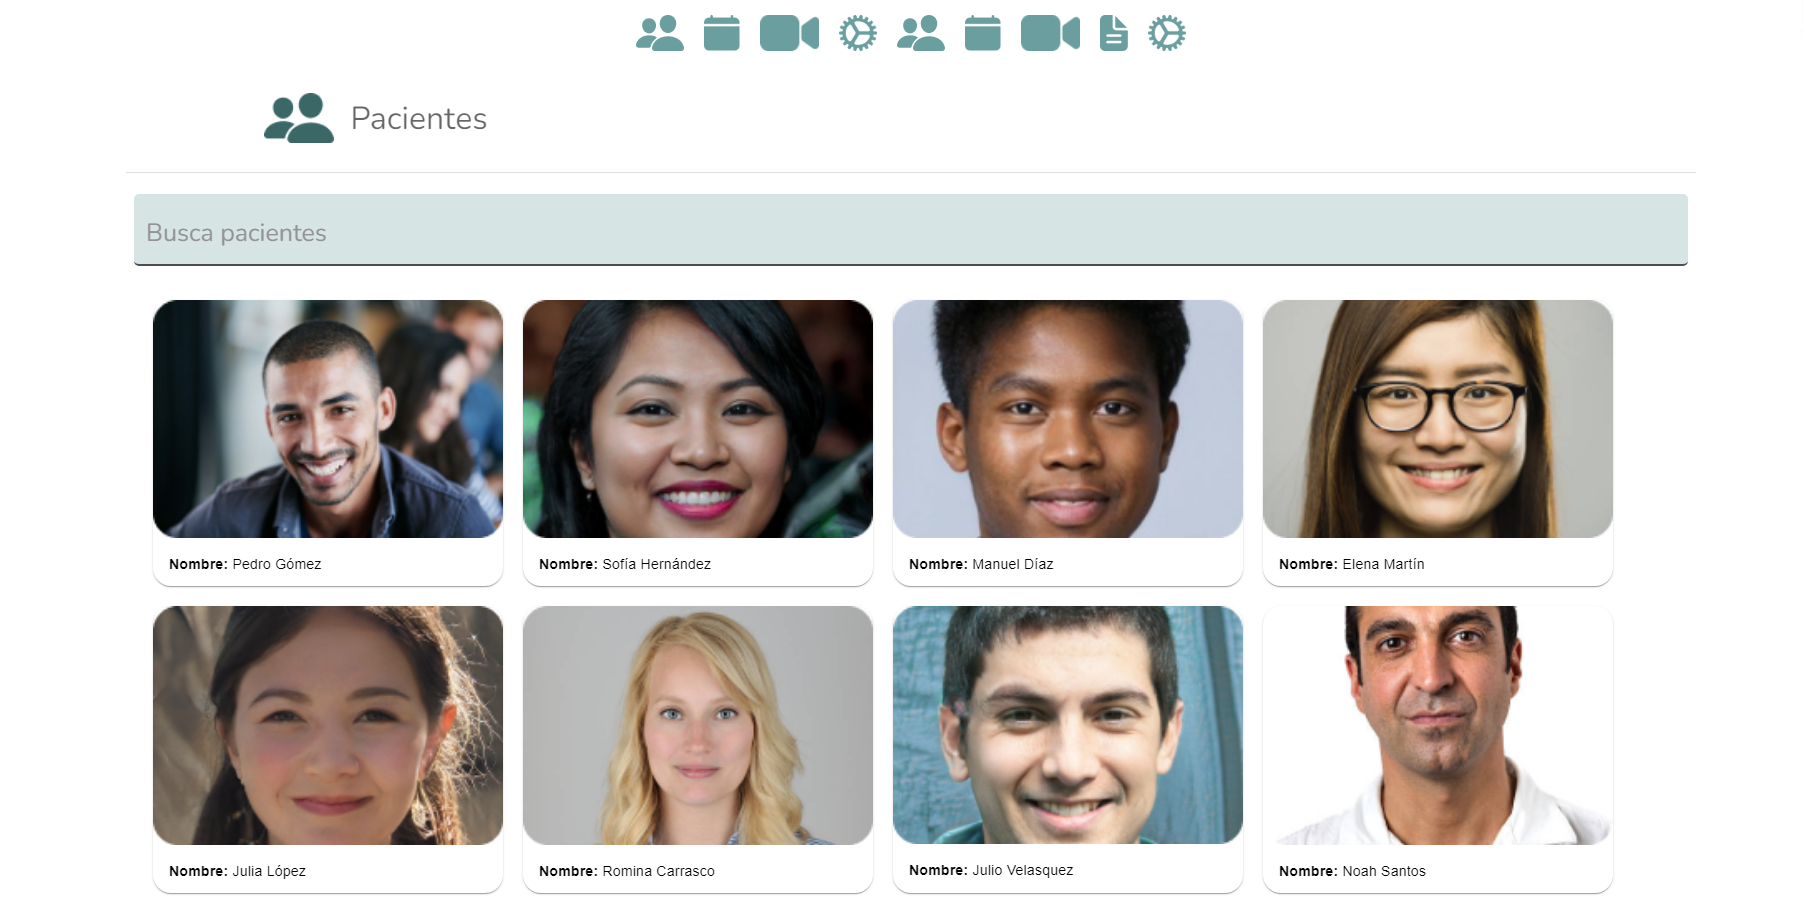 Pacientes
Busca pacientes
Nombre: Pedro Gómez
Nombre: Sofía Hernández
Nombre: Manuel Díaz
Nombre: Elena Martín
Nombre: Julia López
Nombre: Romina Carrasco
Nombre: Julio Velasquez
Nombre: Noah Santos